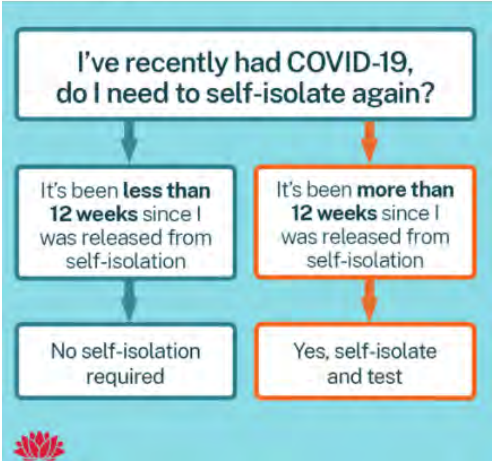 I've recently had COVID-19,
do I need to self-isolate again?
It's been less than
12 weeks since I
was released from
self-isolation
It's been more than
12 weeks since I
was released from
self-isolation
No self-isolation
required
Yes, self-isolate
and test